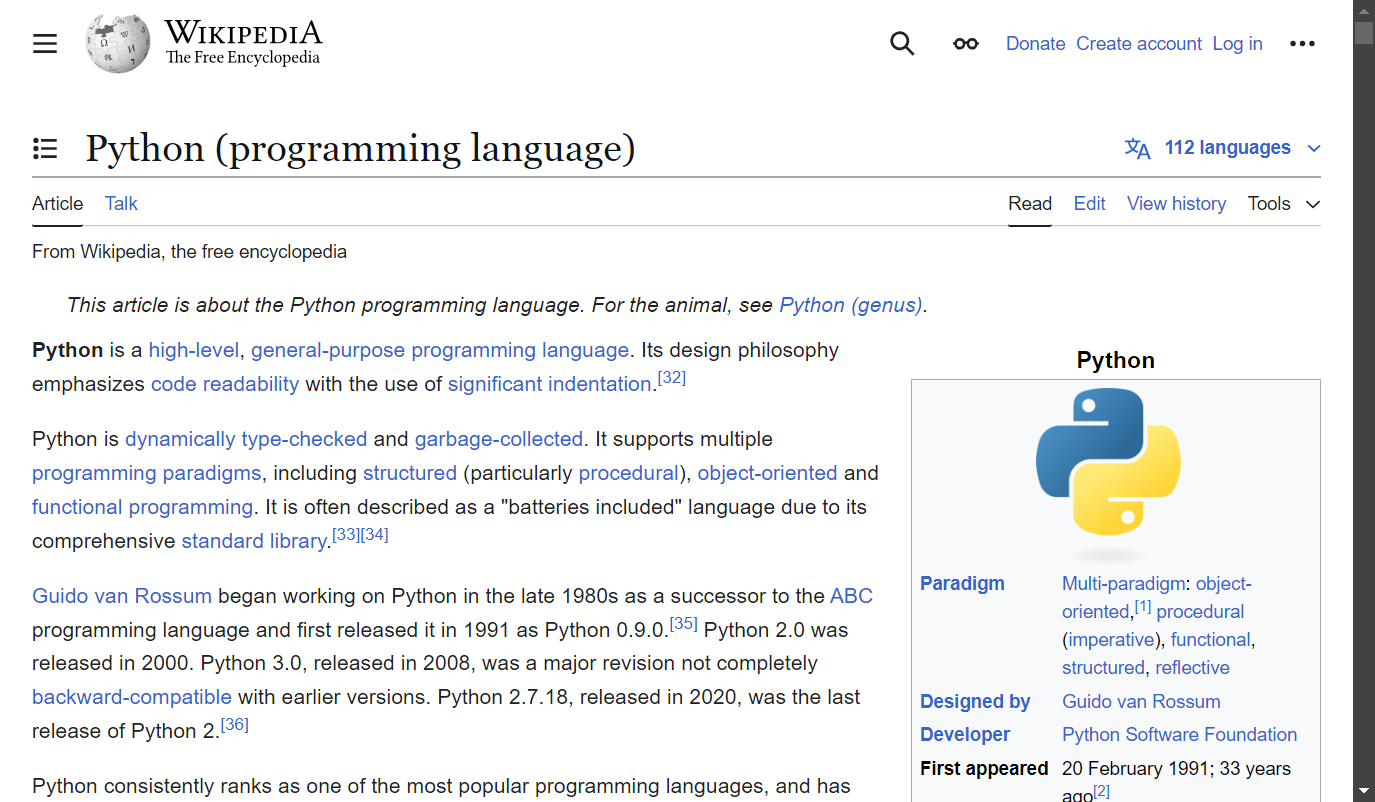 WIKIPEDIA
The Free Encyclopedia
Donate Create account Log in
Python (programming language)
112 languages
Article Talk
Read Edit View history Tools
From Wikipedia, the free encyclopedia
This article is about the Python programming language. For the animal, see Python (genus).
Python is a high-level, general-purpose programming language. Its design philosophy
emphasizes code readability with the use of significant indentation.[32]
Python is dynamically type-checked and garbage-collected. It supports multiple
programming paradigms, including structured (particularly procedural), object-oriented and
functional programming. It is often described as a "batteries included" language due to its
comprehensive standard library.[33][34]
Guido van Rossum began working on Python in the late 1980s as a successor to the ABC
programming language and first released it in 1991 as Python 0.9.0.[35] Python 2.0 was
released in 2000. Python 3.0, released in 2008, was a major revision not completely
backward-compatible with earlier versions. Python 2.7.18, released in 2020, was the last
release of Python 2.[36]
Python consistently ranks as one of the most popular programming languages, and has
Python
Paradigm Multi-paradigm: object-
oriented,[1] procedural
(imperative), functional,
structured, reflective
Designed by Guido van Rossum
Developer Python Software Foundation
First appeared 20 February 1991; 33 years
ago[2]